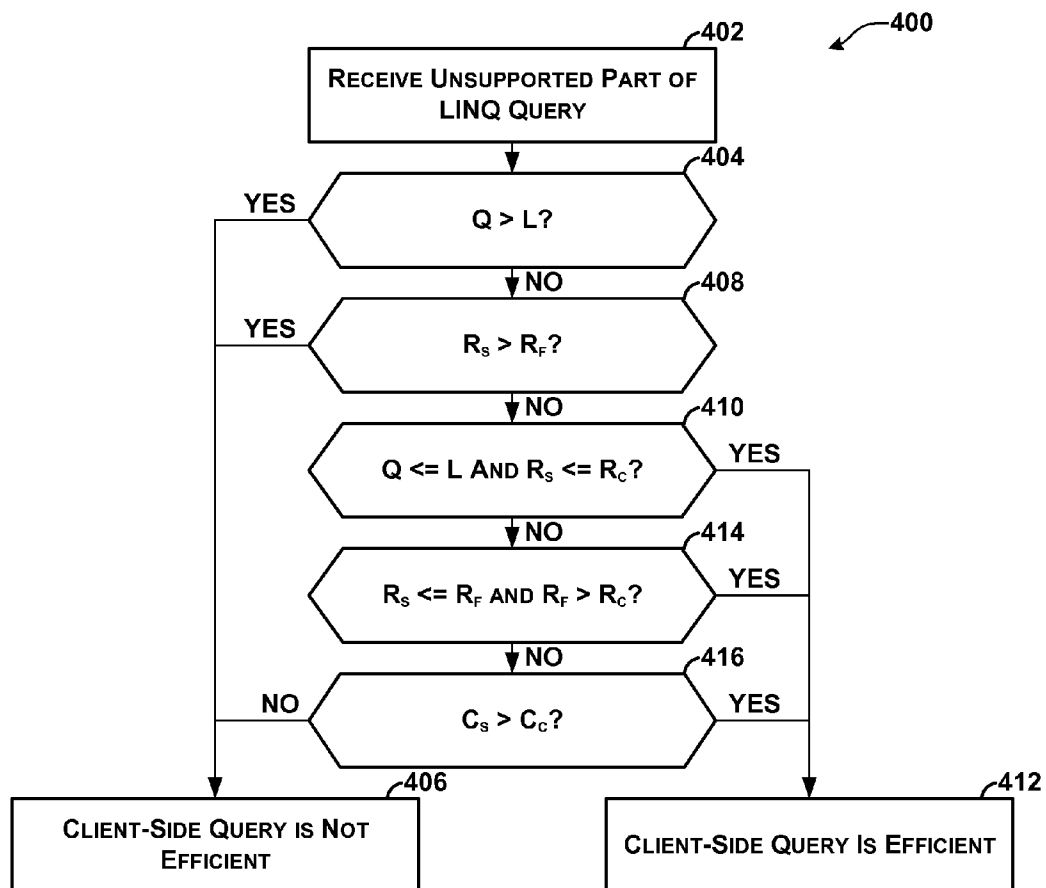 400
402
RECEIVE UNSUPPORTED PART OF
LINQ QUERY
404
YES
Q > L?
NO
408
YES
RS > RF?
NO
410
Q <= L AND RS <= RC?
YES
NO
414
RS <= RF AND RF > RC?
YES
NO
416
NO
CS > CC?
YES
406
CLIENT-SIDE QUERY IS NOT
EFFICIENT
412
CLIENT-SIDE QUERY IS EFFICIENT